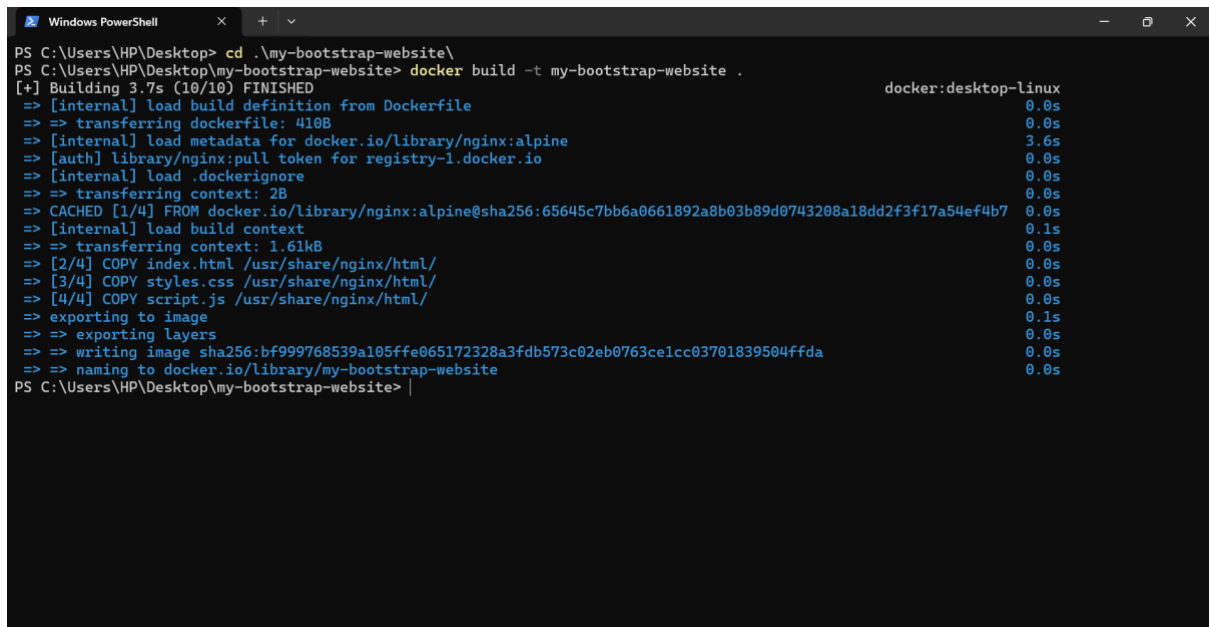 Windows PowerShell
PS C:\Users\HP\Desktop> cd .\my-bootstrap-website\
PS C:\Users\HP\Desktop\my-bootstrap-website> docker build -t my-bootstrap-website .
[+] Building 3.7s (10/10) FINISHED docker:desktop-linux
=> [internal] load build definition from Dockerfile 0.0s
=> => transferring dockerfile: 410B 0.0s
=> [internal] load metadata for docker.io/library/nginx:alpine 3.6s
=> [auth] library/nginx:pull token for registry-1.docker.io 0.0s
=> [internal] load .dockerignore 0.0s
=> => transferring context: 2B 0.0s
=> CACHED [1/4] FROM docker.io/library/nginx:alpine@sha256:65645c7bb6a0661892a8b03b89d0743208a18dd2f3f17a54ef4b7 0.0s
=> [internal] load build context 0.1s
=> => transferring context: 1.61kB 0.0s
=> [2/4] COPY index.html /usr/share/nginx/html/ 0.0s
=> [3/4] COPY styles.css /usr/share/nginx/html/ 0.0s
=> [4/4] COPY script.js /usr/share/nginx/html/ 0.0s
=> exporting to image 0.1s
=> => exporting layers 0.0s
=> => writing image sha256:bf999768539a105ffe065172328a3fdb573c02eb0763ce1cc03701839504ffda 0.0s
=> => naming to docker.io/library/my-bootstrap-website 0.0s
PS C:\Users\HP\Desktop\my-bootstrap-website>